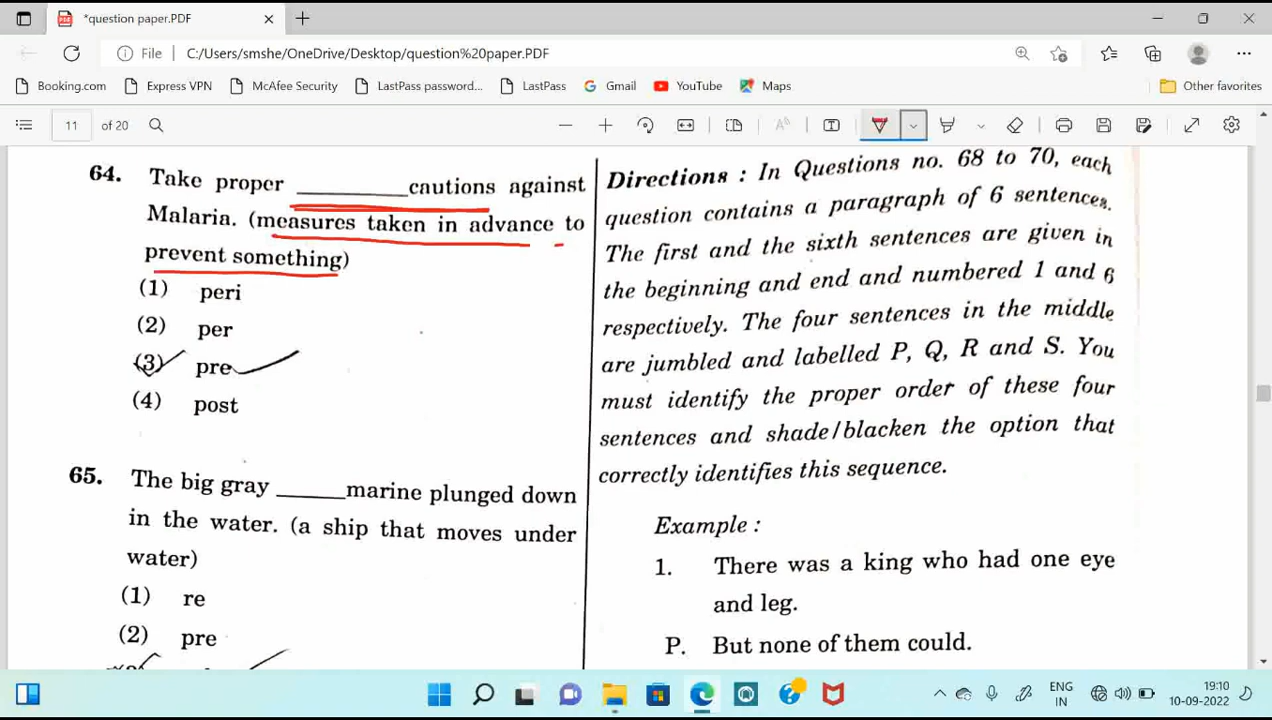 *question paper.PDF
File
C:/Users/smshe/OneDrive/Desktop/question%20paper.PDF
Booking.com
Express VPN
McAfee Security
LastPass password...
LastPass
Gmail
YouTube
Maps
Other favorites
11
of 20
64. Take proper ________cautions against
Malaria. (measures taken in advance to
prevent something)
(1) peri
(2) per
(3) pre
(4) post
65. The big gray _____marine plunged down
in the water. (a ship that moves under
water)
(1) re
(2) pre
Directions : In Questions no. 68 to 70, each
question contains a paragraph of 6 sentences.
The first and the sixth sentences are given in
the beginning and end and numbered 1 and 6
respectively. The four sentences in the middle
are jumbled and labelled P, Q, R and S. You
must identify the proper order of these four
sentences and shade/blacken the option that
correctly identifies this sequence.
Example :
1. There was a king who had one eye
and leg.
P. But none of them could.
ENG
IN
19:10
10-09-2022